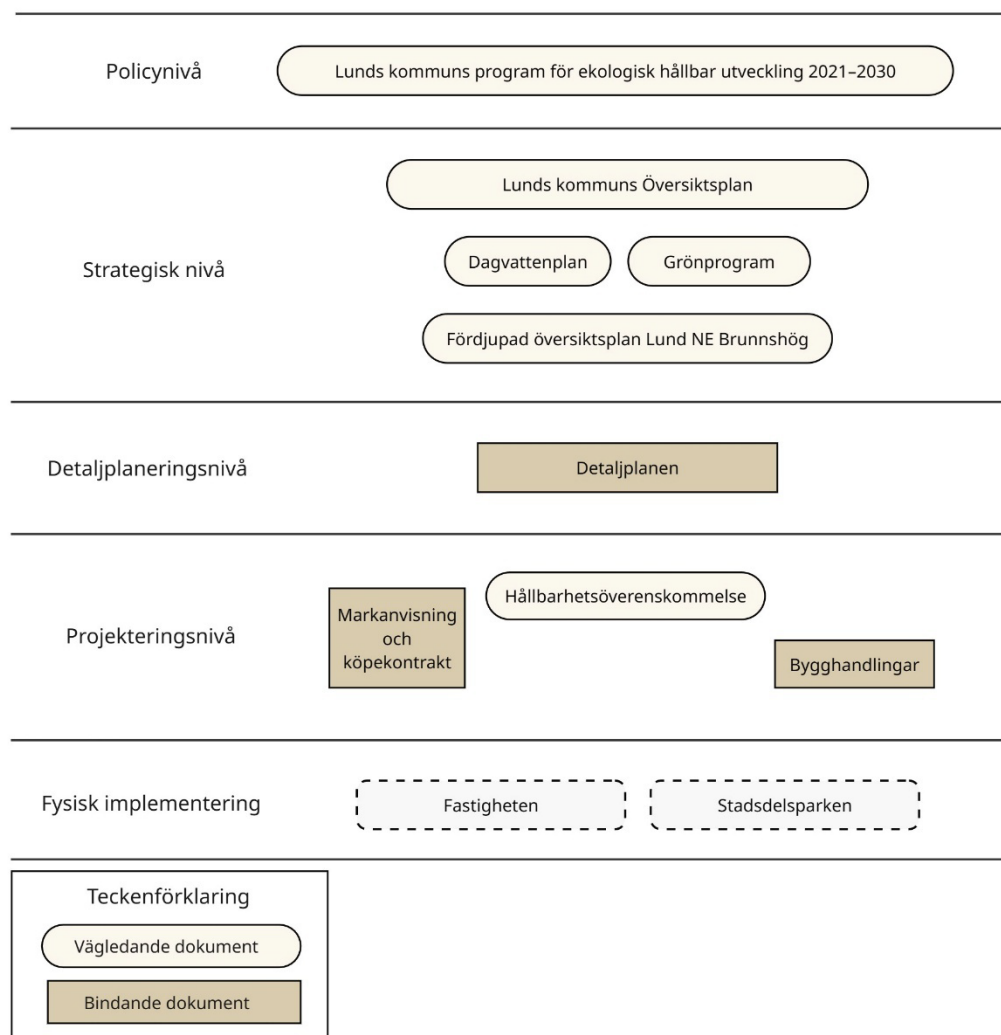 Policynivå
Lunds kommuns program för ekologisk hållbar utveckling 2021–2030
Strategisk nivå
Lunds kommuns Översiktsplan
Dagvattenplan
Grönprogram
Fördjupad översiktsplan Lund NE Brunnshög
Detaljplaneringsnivå
Detaljplanen
Projekteringsnivå
Markanvisning
och
köpekontrakt
Hållbarhetsöverenskommelse
Bygghandlingar
Fysisk implementering
Fastigheten
Stadsdelsparken
Teckenförklaring
Vägledande dokument
Bindande dokument